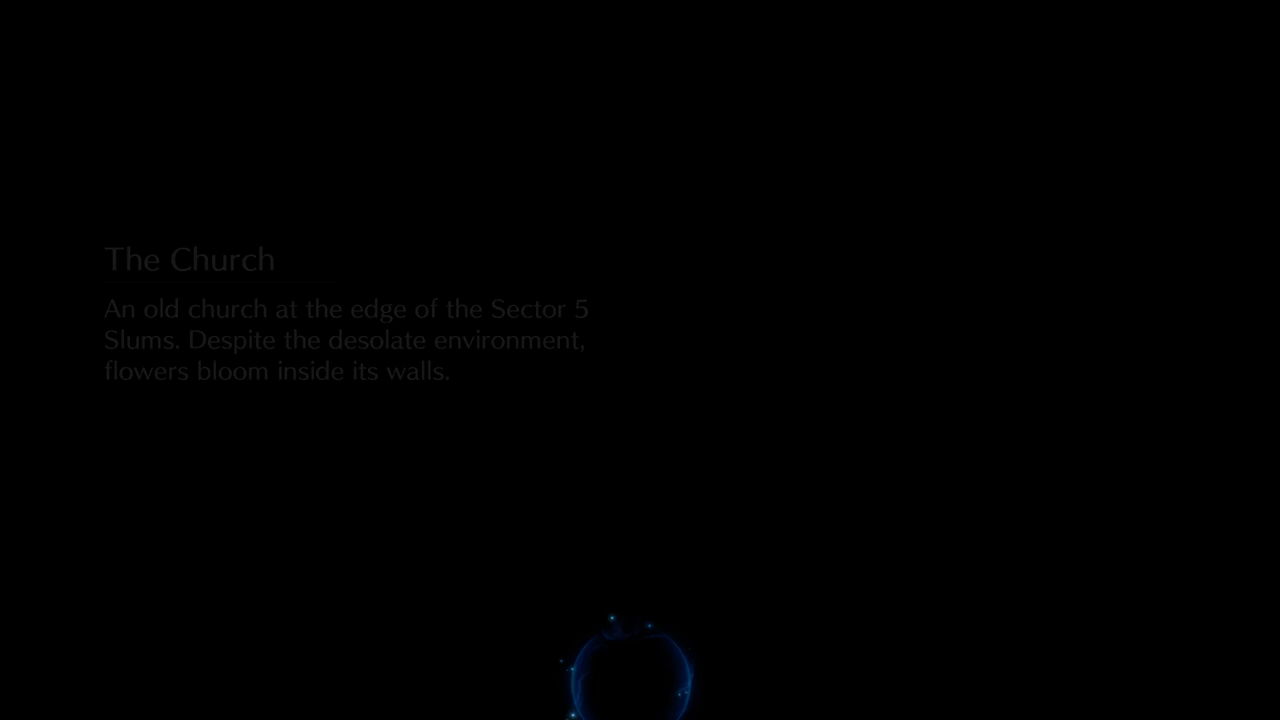 The Church
An old church at the edge of the Sector 5
Slums. Despite the desolate environment,
flowers bloom inside its walls.